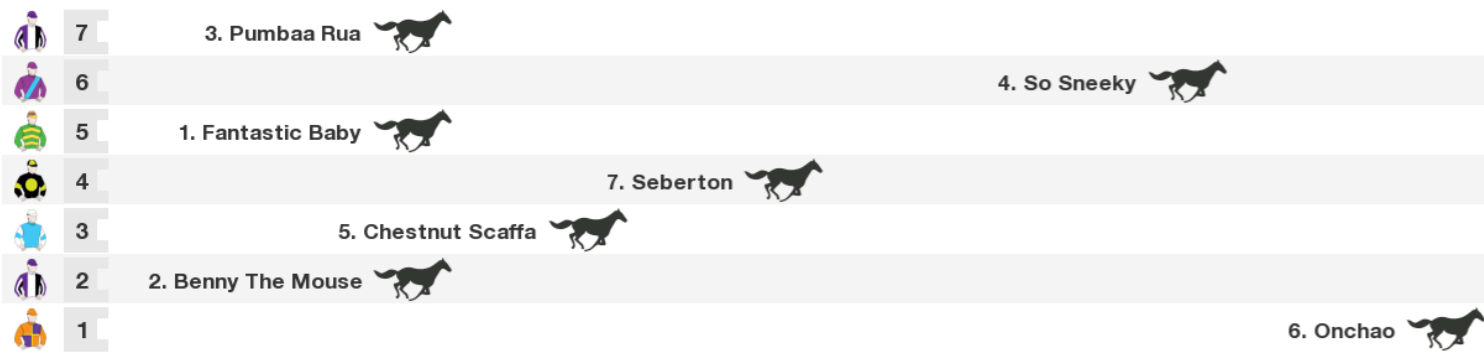 7 3. Pumbaa Rua
6 4. So Sneeky
5 1. Fantastic Baby
4 7. Seberton
3 5. Chestnut Scaffa
2 2. Benny The Mouse
1 6. Onchao